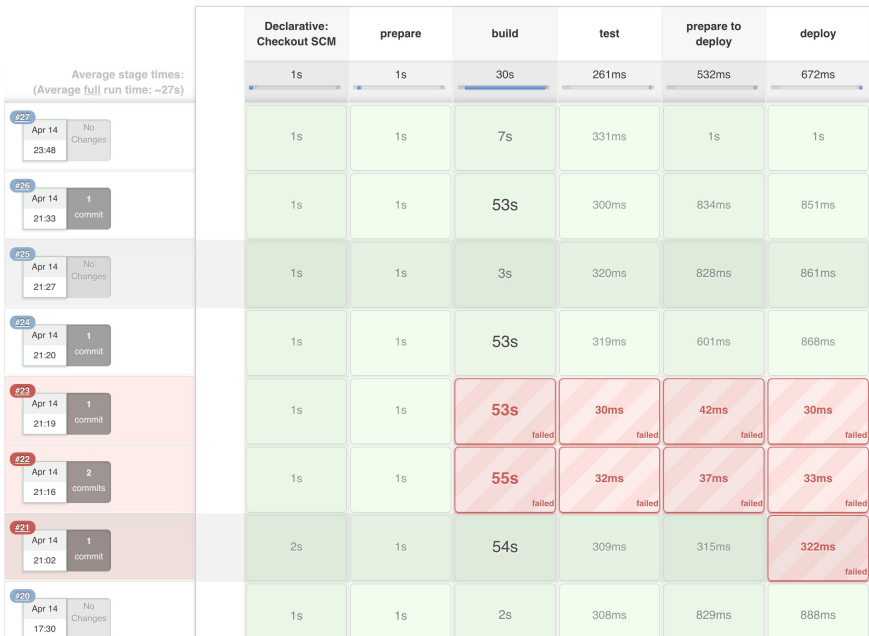 Declarative: Checkout SCM
prepare
build
test
prepare to deploy
deploy
Average stage times:
(Average full run time: ~27s)
1s
1s
30s
261ms
532ms
672ms
#27
Apr 14
23:48
No Changes
1s
1s
7s
331ms
1s
1s
#26
Apr 14
21:33
1 commit
1s
1s
53s
300ms
834ms
851ms
#25
Apr 14
21:27
No Changes
1s
1s
3s
320ms
828ms
861ms
#24
Apr 14
21:20
1 commit
1s
1s
53s
319ms
601ms
868ms
#23
Apr 14
21:19
1 commit
1s
1s
53s
failed
30ms
failed
42ms
failed
30ms
failed
#22
Apr 14
21:16
2 commits
1s
1s
55s
failed
32ms
failed
37ms
failed
33ms
failed
#21
Apr 14
21:02
1 commit
2s
1s
54s
309ms
315ms
322ms
failed
#20
Apr 14
17:30
No Changes
1s
1s
2s
308ms
829ms
888ms